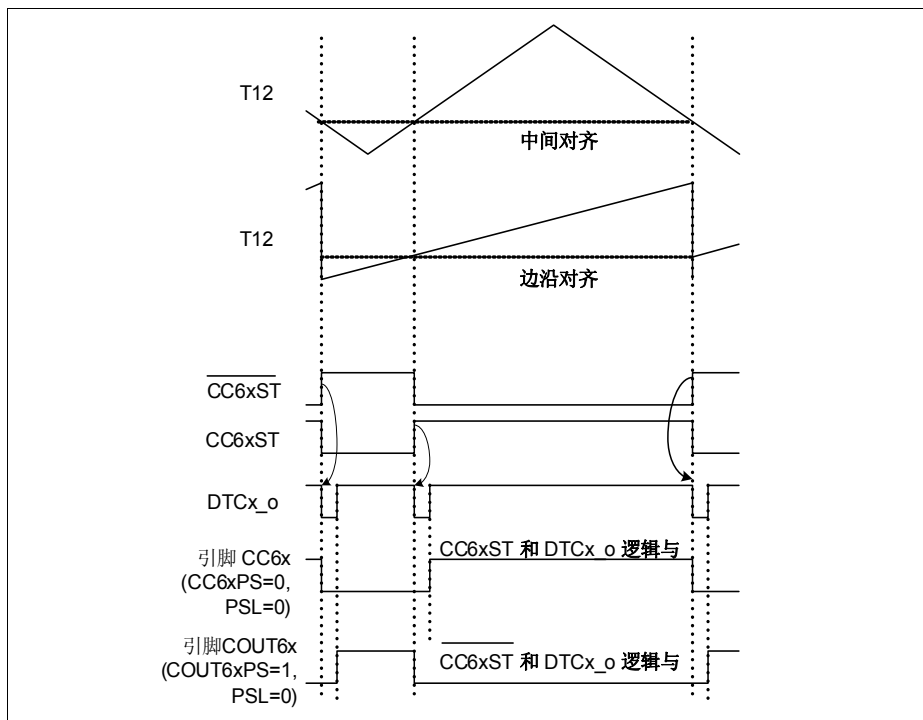 T12
中间对齐
T12
边沿对齐
CC6xST
CC6xST
DTCx_o
引脚 CC6x
(CC6xPS=0,
PSL=0)
CC6xST 和 DTCx_o 逻辑与
引脚COUT6x
(COUT6xPS=1,
PSL=0)
CC6xST 和 DTCx_o 逻辑与